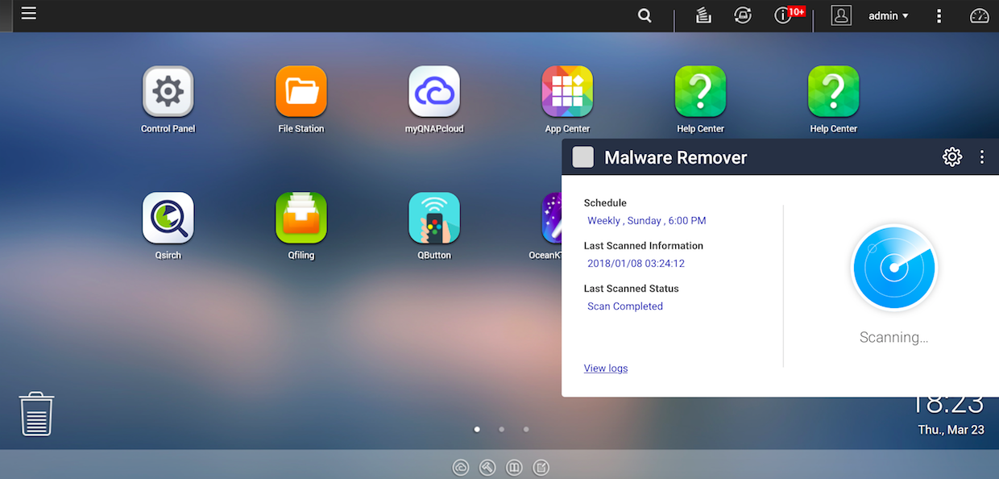 10+
admin
Control Panel
File Station
myQNAPcloud
App Center
Help Center
Help Center
Malware Remover
Schedule
Weekly , Sunday , 6:00 PM
Last Scanned Information
2018/01/08 03:24:12
Last Scanned Status
Scan Completed
Scanning...
View logs
Qsirch
Qfiling
QButton
18:23
Thu., Mar 23